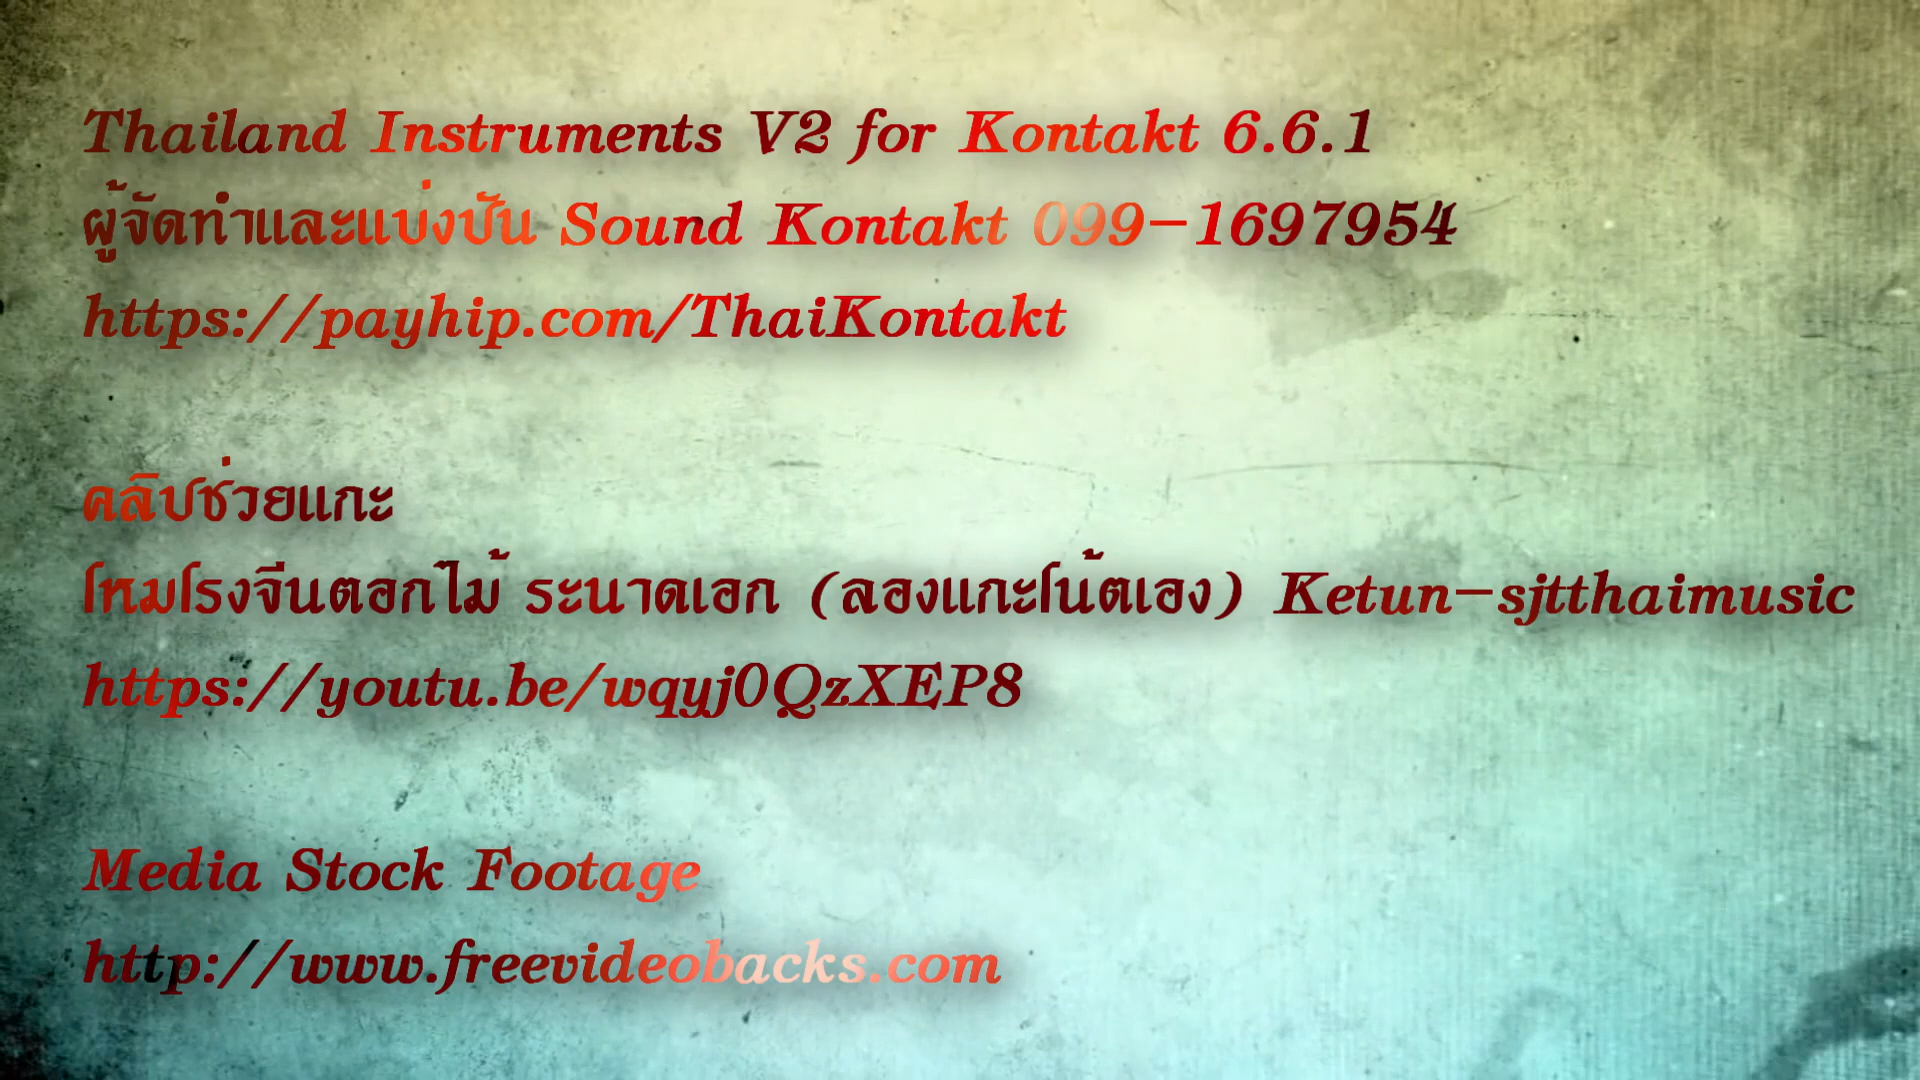 Thailand Instruments V2 for Kontakt 6.6.1
ผู้จัดทำและแบ่งปัน Sound Kontakt 099-1697954
https://payhip.com/ThaiKontakt
คลิปช่วยแกะ
โหมโรงจีนตอกไม้ ระนาดเอก (ลองแกะโน้ตเอง) Ketun-sjtthaimusic
https://youtu.be/wqyj0QzXEP8
Media Stock Footage
http://www.freevideobacks.com